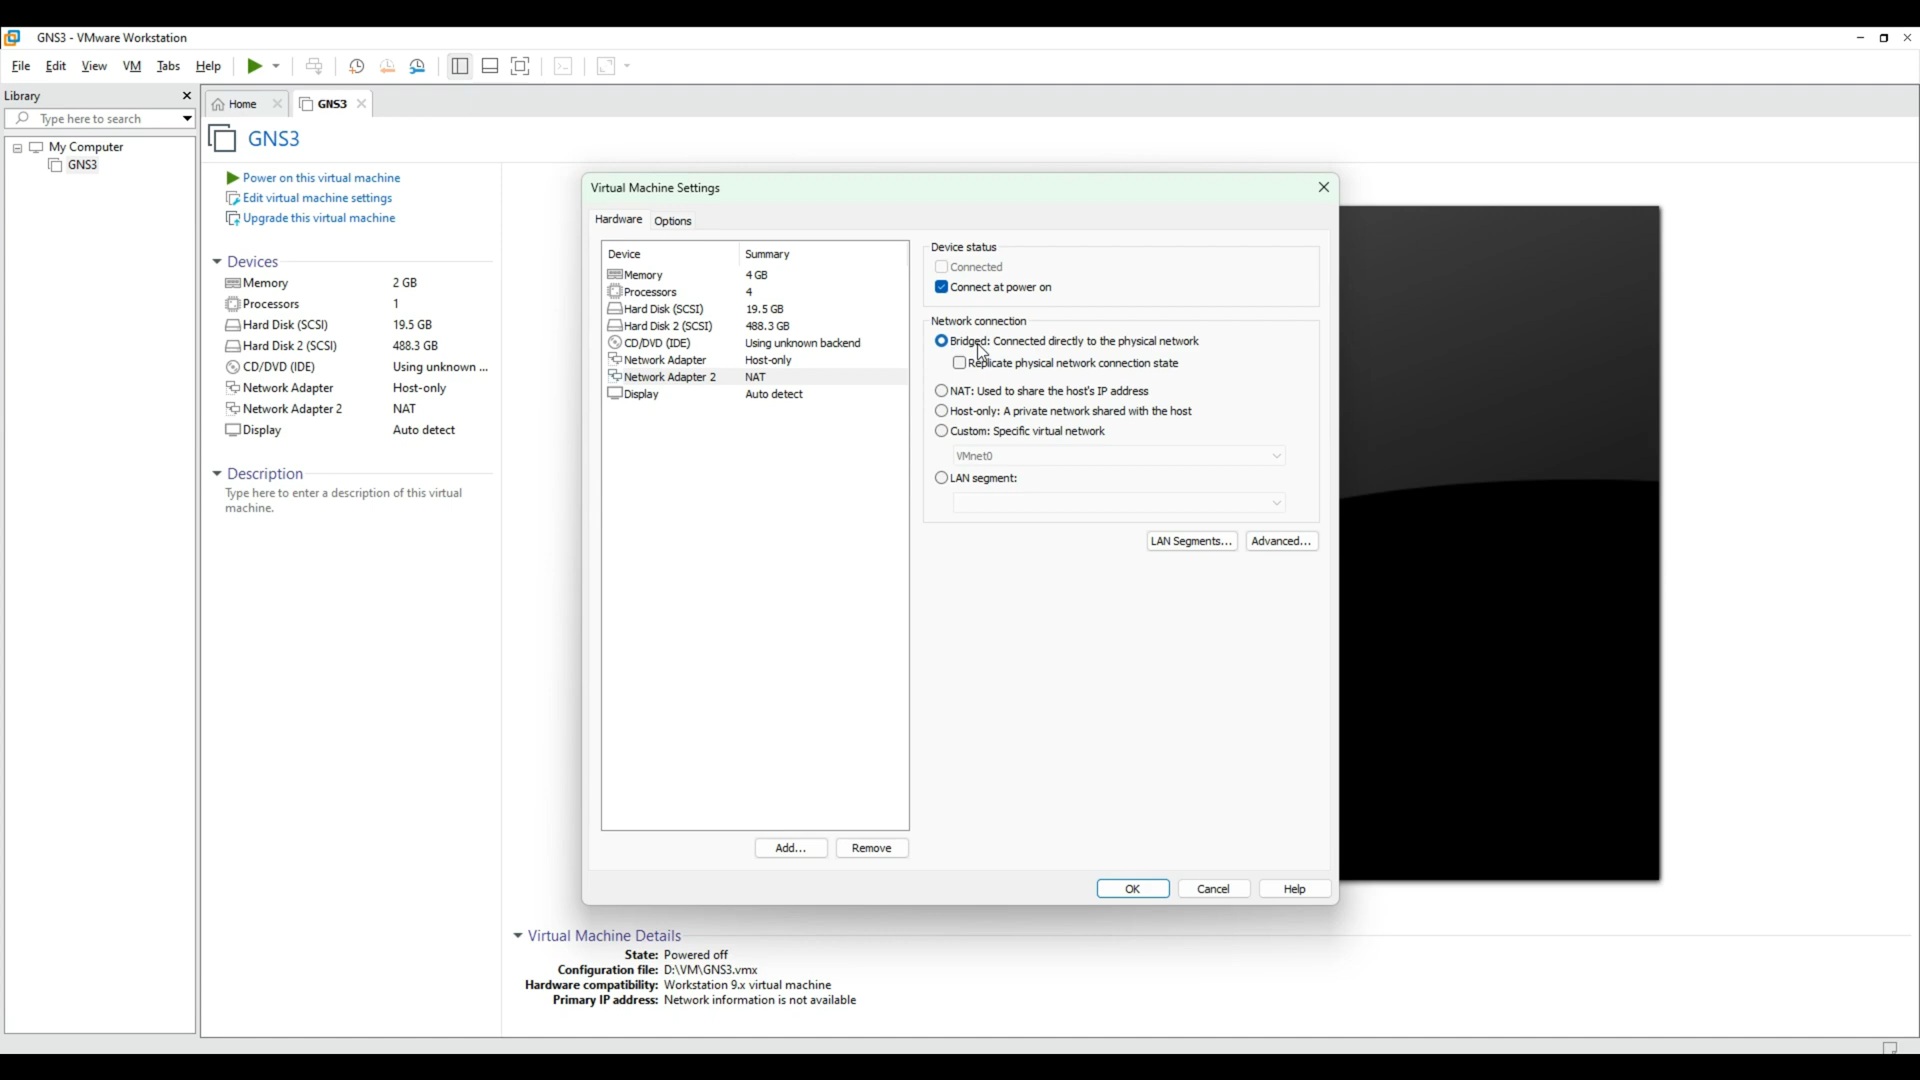 GNS3 - VMware Workstation
File Edit View VM Tabs Help
Library
Type here to search
My Computer
GNS3
Home
GNS3
GNS3
Power on this virtual machine
Edit virtual machine settings
Upgrade this virtual machine
Devices
Memory 2 GB
Processors 1
Hard Disk (SCSI) 19.5 GB
Hard Disk 2 (SCSI) 488.3 GB
CD/DVD (IDE) Using unknown ...
Network Adapter Host-only
Network Adapter 2 NAT
Display Auto detect
Description
Type here to enter a description of this virtual
machine.
Virtual Machine Settings
Hardware Options
Device Summary
Memory 4 GB
Processors 4
Hard Disk (SCSI) 19.5 GB
Hard Disk 2 (SCSI) 488.3 GB
CD/DVD (IDE) Using unknown backend
Network Adapter Host-only
Network Adapter 2 NAT
Display Auto detect
Add... Remove
Device status
Connected
Connect at power on
Network connection
Bridged: Connected directly to the physical network
Replicate physical network connection state
NAT: Used to share the host's IP address
Host-only: A private network shared with the host
Custom: Specific virtual network
VMnet0
LAN segment:
LAN Segments... Advanced...
OK Cancel Help
Virtual Machine Details
State: Powered off
Configuration file: D:\VM\GNS3.vmx
Hardware compatibility: Workstation 9.x virtual machine
Primary IP address: Network information is not available